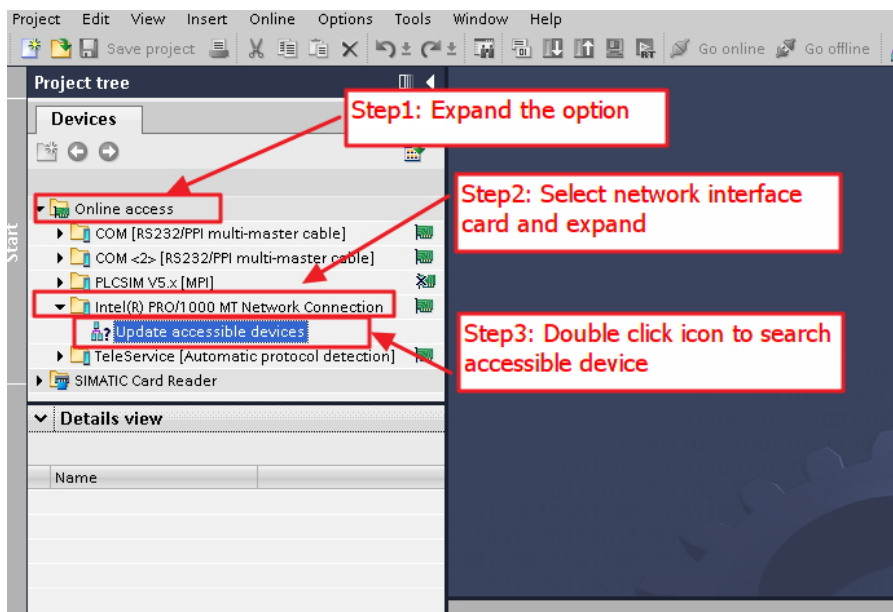 Project Edit View Insert Online Options Tools Window Help
Save project Go online Go offline
Project tree
Devices
Step1: Expand the option
Step2: Select network interface
card and expand
Step3: Double click icon to search
accessible device
Start
Online access
COM [RS232/PPI multi-master cable]
COM <2> [RS232/PPI multi-master cable]
PLCSIM V5.x [MPI]
Intel(R) PRO/1000 MT Network Connection
Update accessible devices
TeleService [Automatic protocol detection]
SIMATIC Card Reader
Details view
Name